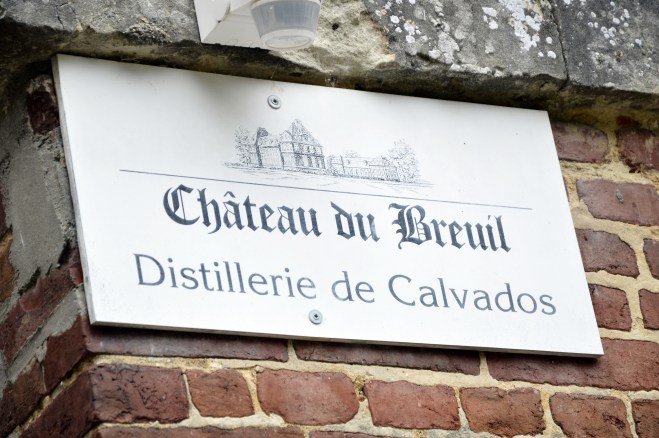 Château du Breuil
Distillerie de Calvados